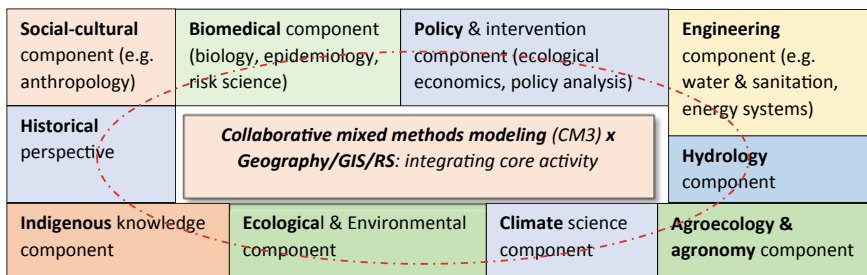 Social-cultural
component (e.g.
anthropology)
Biomedical component
(biology, epidemiology,
risk science)
Policy & intervention
component (ecological
economics, policy analysis)
Engineering
component (e.g.
water & sanitation,
energy systems)
Historical
perspective
Collaborative mixed methods modeling (CM3) x
Geography/GIS/RS: integrating core activity
Hydrology
component
Indigenous knowledge
component
Ecological & Environmental
component
Climate science
component
Agroecology &
agronomy component